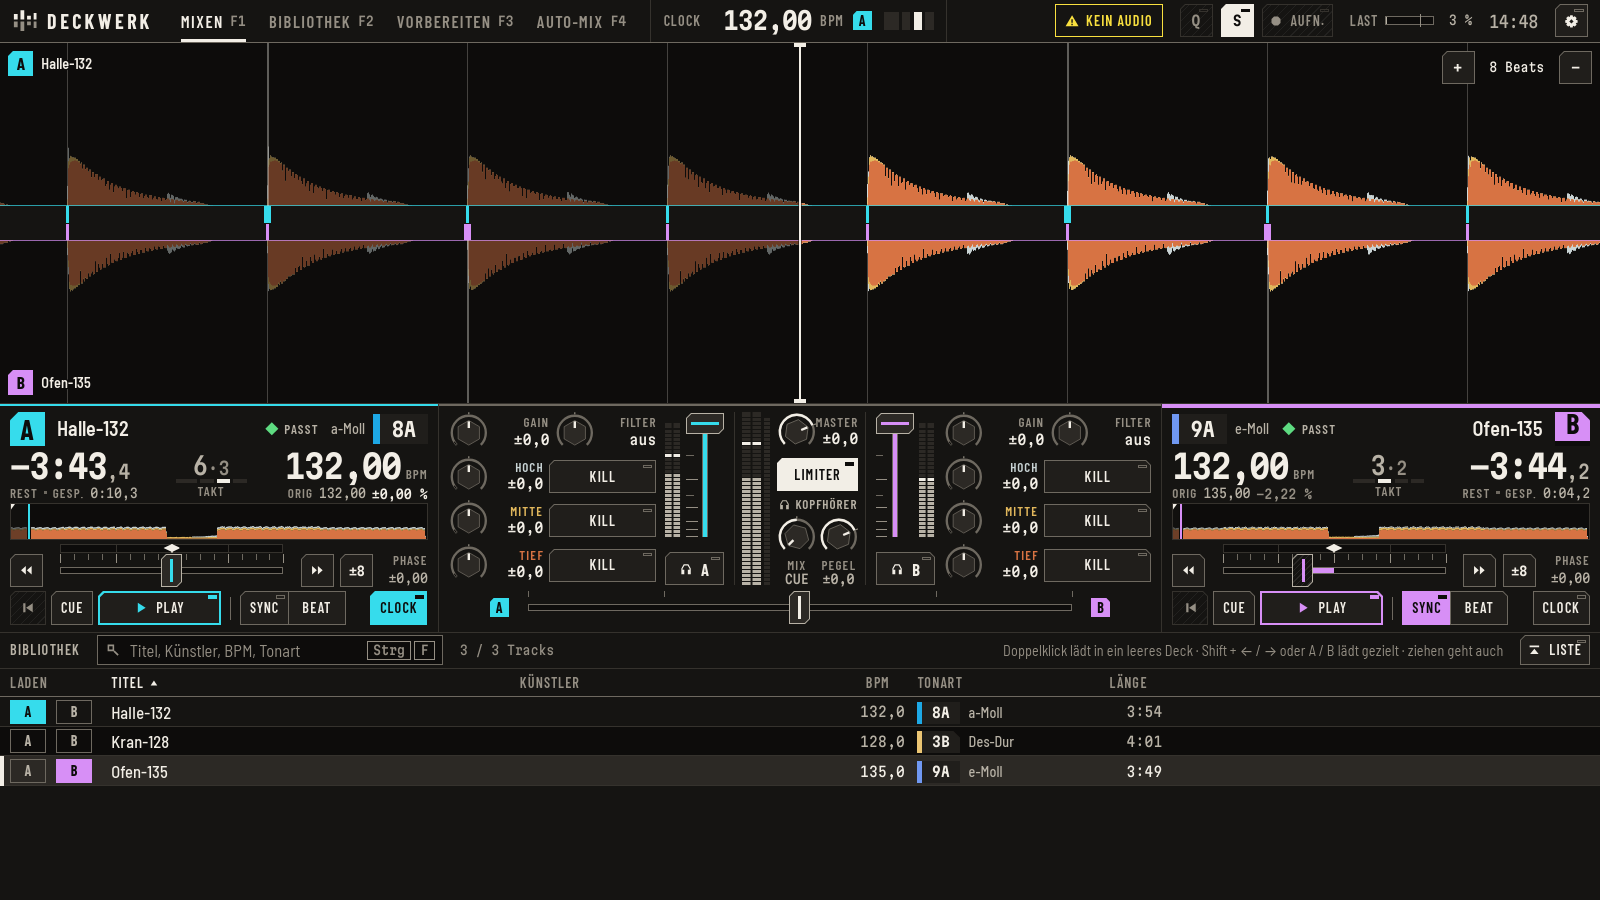 DECKWERK MIXEN F1 BIBLIOTHEK F2 VORBEREITEN F3 AUTO-MIX F4 CLOCK 132,00 BPM A KEIN AUDIO Q S AUFN. LAST 3 % 14:48
A Halle-132 + 8 Beats −
B Ofen-135
A Halle-132 PASST a-Moll 8A
−3:43,4 6·3 132,00 BPM
REST · GESP. 0:10,3 TAKT ORIG 132,00 ±0,00 %
±8 PHASE ±0,00
CUE PLAY SYNC BEAT CLOCK
GAIN ±0,0 FILTER aus
HOCH ±0,0 KILL
MITTE ±0,0 KILL
TIEF ±0,0 KILL
A
MASTER ±0,0
LIMITER
KOPFHÖRER
MIX CUE PEGEL ±0,0
B
GAIN ±0,0 FILTER aus
HOCH ±0,0 KILL
MITTE ±0,0 KILL
TIEF ±0,0 KILL
A B
9A e-Moll PASST Ofen-135 B
132,00 BPM 3·2 −3:44,2
ORIG 135,00 −2,22 % TAKT REST · GESP. 0:04,2
±8 PHASE ±0,00
CUE PLAY SYNC BEAT CLOCK
BIBLIOTHEK Titel, Künstler, BPM, Tonart Strg F 3 / 3 Tracks Doppelklick lädt in ein leeres Deck · Shift + ← / → oder A / B lädt gezielt · ziehen geht auch LISTE
LADEN TITEL KÜNSTLER BPM TONART LÄNGE
A B Halle-132 132,0 8A a-Moll 3:54
A B Kran-128 128,0 3B Des-Dur 4:01
A B Ofen-135 135,0 9A e-Moll 3:49